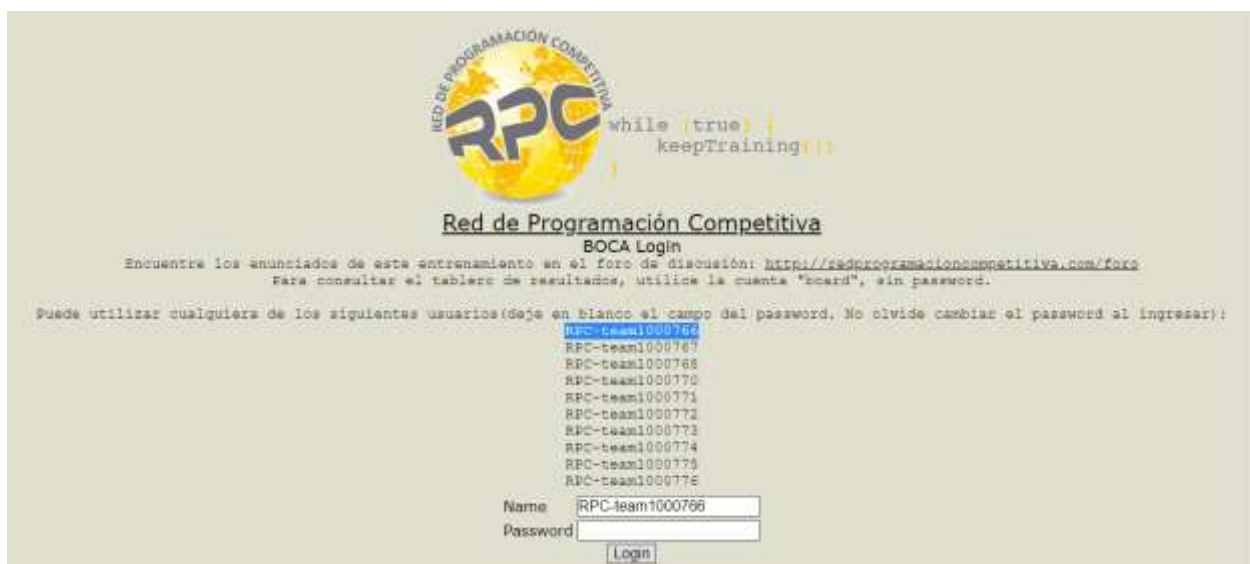 RED DE PROGRAMACIÓN COMPETITIVA
RPC
while (true) {
keepTraining();
}
Red de Programación Competitiva
BOCA Login
Encuentre los enunciados de este entrenamiento en el foro de discusión: http://redprogramacioncompetitiva.com/foro
Para consultar el tablero de resultados, utilice la cuenta "board", sin password.
Puede utilizar cualquiera de los siguientes usuarios(deje en blanco el campo del password. No olvide cambiar el password al ingresar):
RPC-team1000766
RPC-team1000767
RPC-team1000768
RPC-team1000770
RPC-team1000771
RPC-team1000772
RPC-team1000773
RPC-team1000774
RPC-team1000775
RPC-team1000776
Name RPC-team1000766
Password
Login